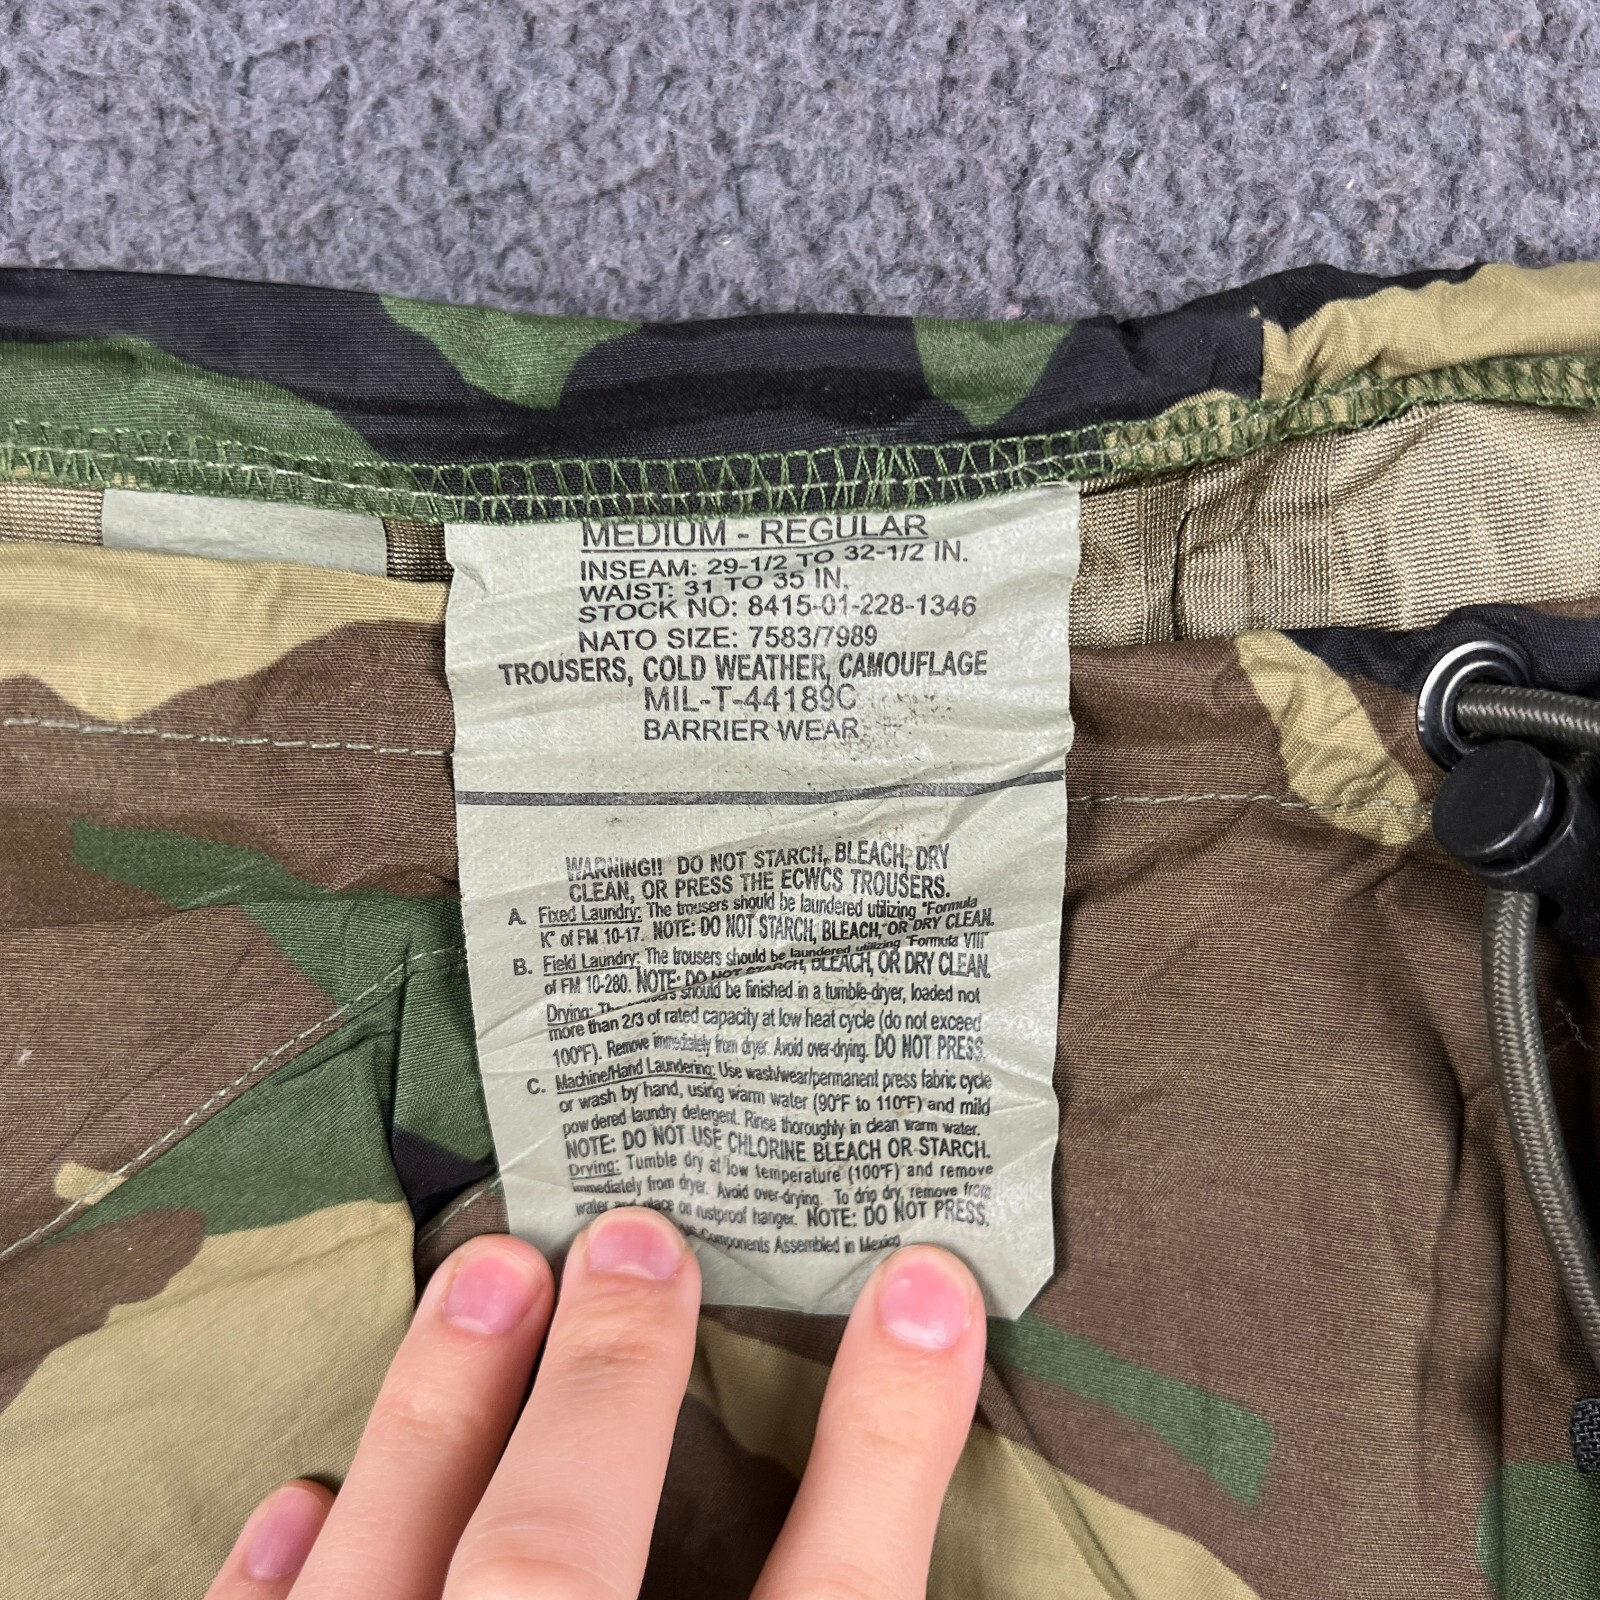 MEDIUM - REGULAR
INSEAM: 29-1/2 TO 32-1/2 IN.
WAIST: 31 TO 35 IN.
STOCK NO: 8415-01-228-1346
NATO SIZE: 7583/7989
TROUSERS, COLD WEATHER, CAMOUFLAGE
MIL-T-44189C
BARRIER WEAR
WARNING!! DO NOT STARCH, BLEACH, DRY
CLEAN, OR PRESS THE ECWCS TROUSERS.
A. Fixed Laundry: The trousers should be laundered utilizing "Formula
K" of FM 10-17. NOTE: DO NOT STARCH, BLEACH, OR DRY CLEAN.
B. Field Laundry: The trousers should be laundered utilizing "Formula VIII"
of FM 10-280. NOTE: DO NOT STARCH, BLEACH, OR DRY CLEAN.
Drying: should be finished in a tumble-dryer, loaded not
more than 2/3 of rated capacity at low heat cycle (do not exceed
100°F). Remove immediately from dryer. Avoid over-drying. DO NOT PRESS.
C. Machine/Hand Laundering: Use wash/wear/permanent press fabric cycle
or wash by hand, using warm water (90°F to 110°F) and mild
powdered laundry detergent. Rinse thoroughly in clean warm water.
NOTE: DO NOT USE CHLORINE BLEACH OR STARCH.
Drying: Tumble dry at low temperature (100°F) and remove
immediately from dryer. Avoid over-drying. To drip dry, remove from
water and place on rustproof hanger. NOTE: DO NOT PRESS.
US Components Assembled in Mexico